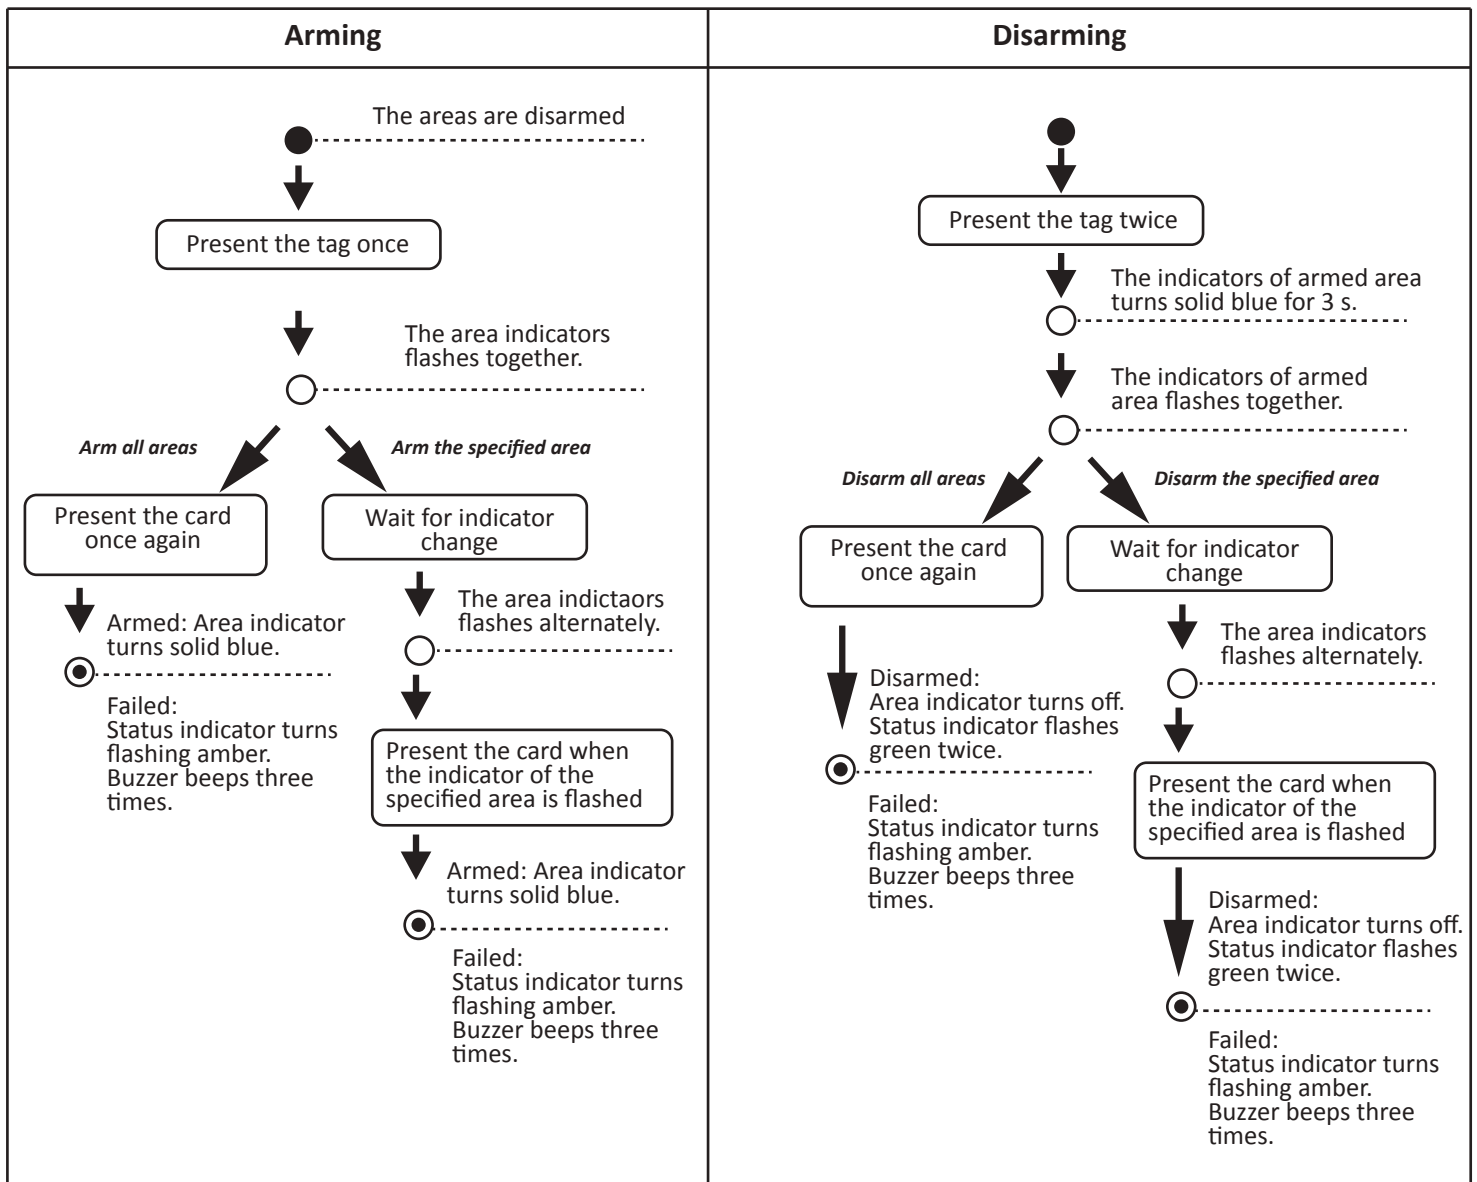 Arming
The areas are disarmed
Present the tag once
The area indicators
flashes together.
Arm all areas
Arm the specified area
Present the card
once again
Wait for indicator
change
Armed: Area indicator
turns solid blue.
Failed:
Status indicator turns
flashing amber.
Buzzer beeps three
times.
The area indictaors
flashes alternately.
Present the card when
the indicator of the
specified area is flashed
Armed: Area indicator
turns solid blue.
Failed:
Status indicator turns
flashing amber.
Buzzer beeps three
times.
Disarming
Present the tag twice
The indicators of armed area
turns solid blue for 3 s.
The indicators of armed
area flashes together.
Disarm all areas
Disarm the specified area
Present the card
once again
Wait for indicator
change
Disarmed:
Area indicator turns off.
Status indicator flashes
green twice.
Failed:
Status indicator turns
flashing amber.
Buzzer beeps three
times.
The area indicators
flashes alternately.
Present the card when
the indicator of the
specified area is flashed
Disarmed:
Area indicator turns off.
Status indicator flashes
green twice.
Failed:
Status indicator turns
flashing amber.
Buzzer beeps three
times.